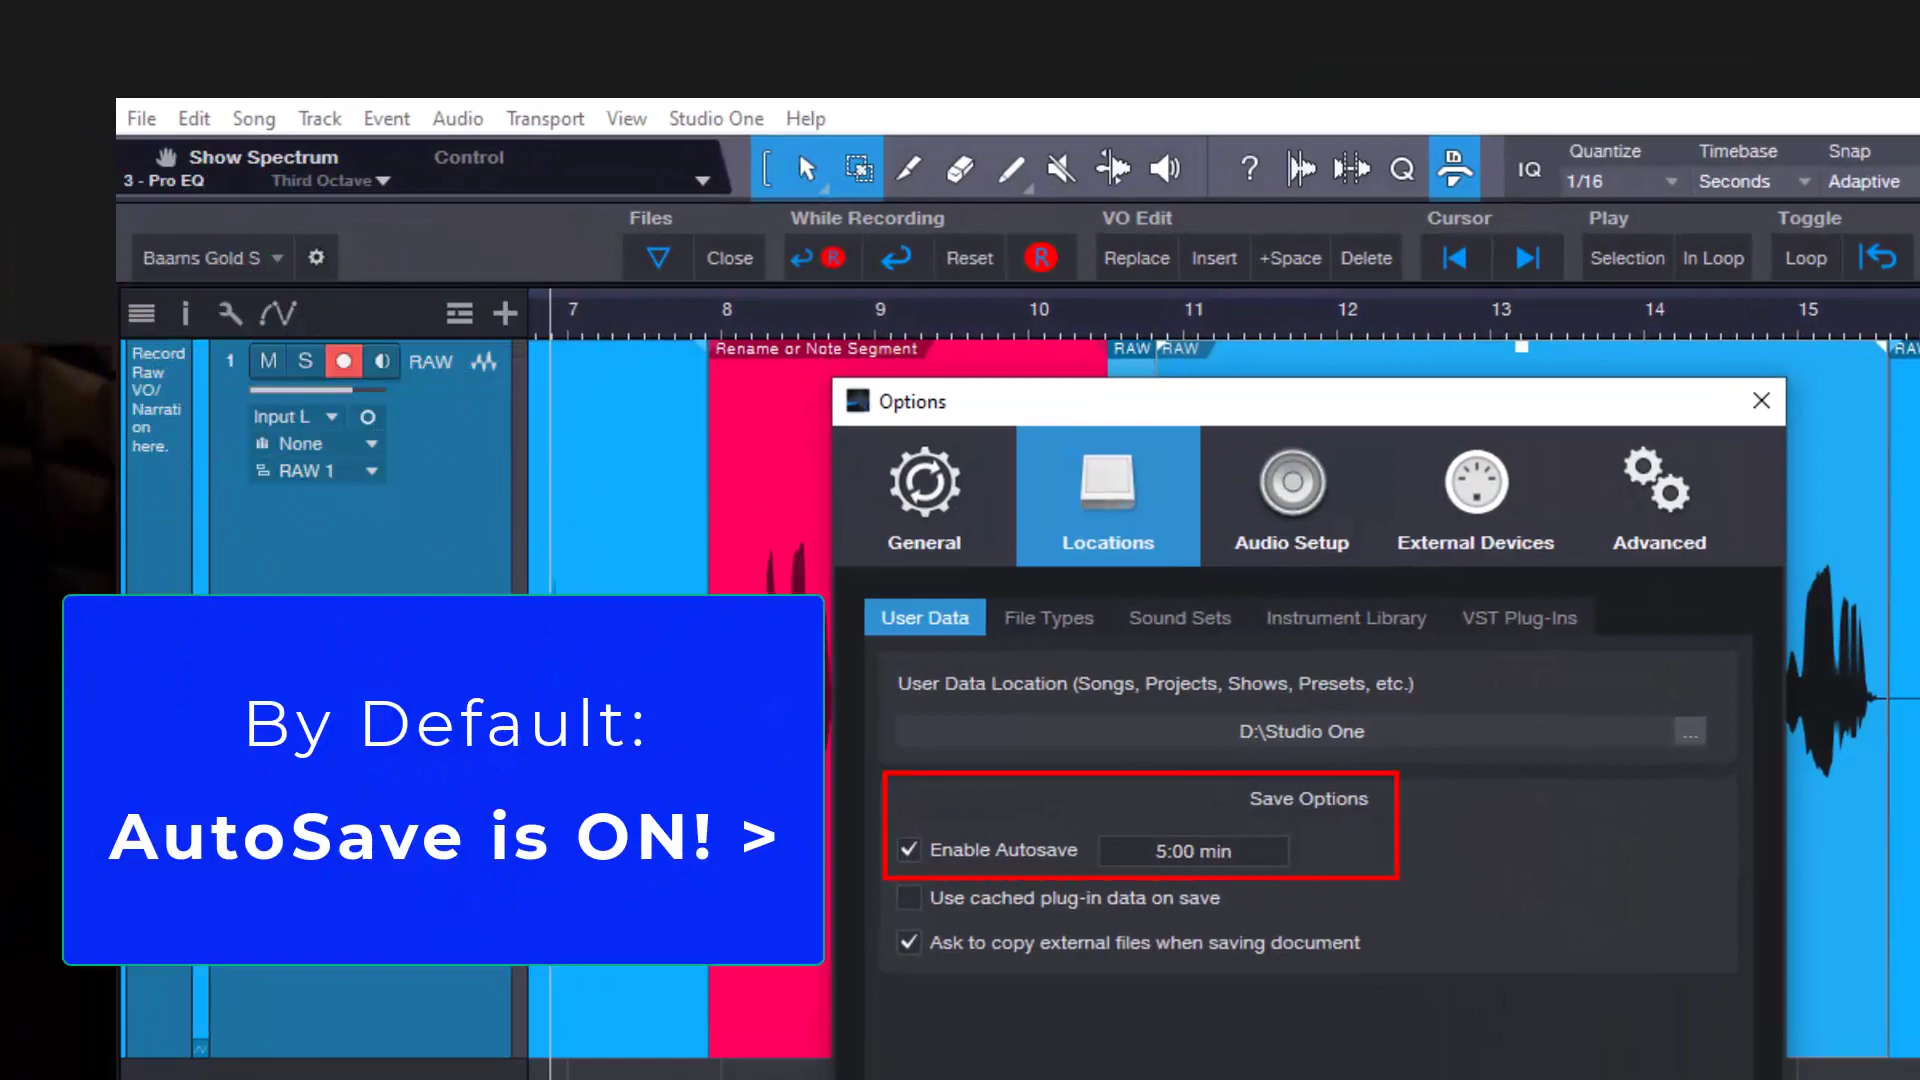 File Edit Song Track Event Audio Transport View Studio One Help
Show Spectrum Control
3 - Pro EQ Third Octave
? Q IQ
Quantize Timebase Snap
1/16 Seconds Adaptive
Files While Recording VO Edit Cursor Play Toggle
Baams Gold S Close R Reset R Replace Insert +Space Delete Selection In Loop Loop
7 8 9 10 11 12 13 14 15
Record
Raw
VO/
Narrati
on
here.
1 M S RAW
Input L
None
RAW 1
Rename or Note Segment RAW RAW RAW
Options
General Locations Audio Setup External Devices Advanced
User Data File Types Sound Sets Instrument Library VST Plug-Ins
User Data Location (Songs, Projects, Shows, Presets, etc.)
D:\Studio One ...
Save Options
Enable Autosave 5:00 min
Use cached plug-in data on save
Ask to copy external files when saving document
By Default:
AutoSave is ON! >